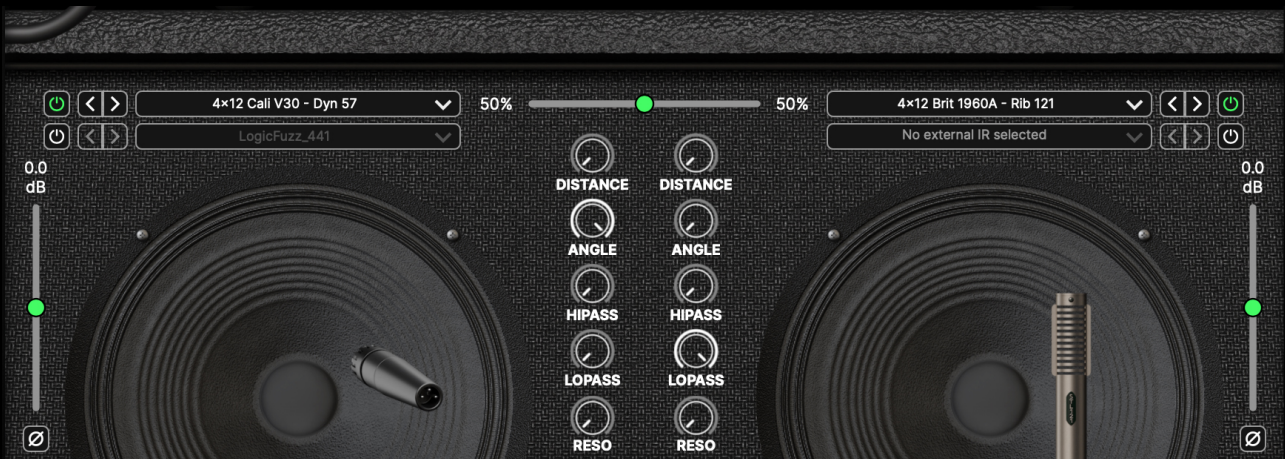 4×12 Cali V30 - Dyn 57
50%
50%
4×12 Brit 1960A - Rib 121
LogicFuzz_441
No external IR selected
0.0
dB
0.0
dB
DISTANCE DISTANCE
ANGLE ANGLE
HIPASS HIPASS
LOPASS LOPASS
RESO RESO